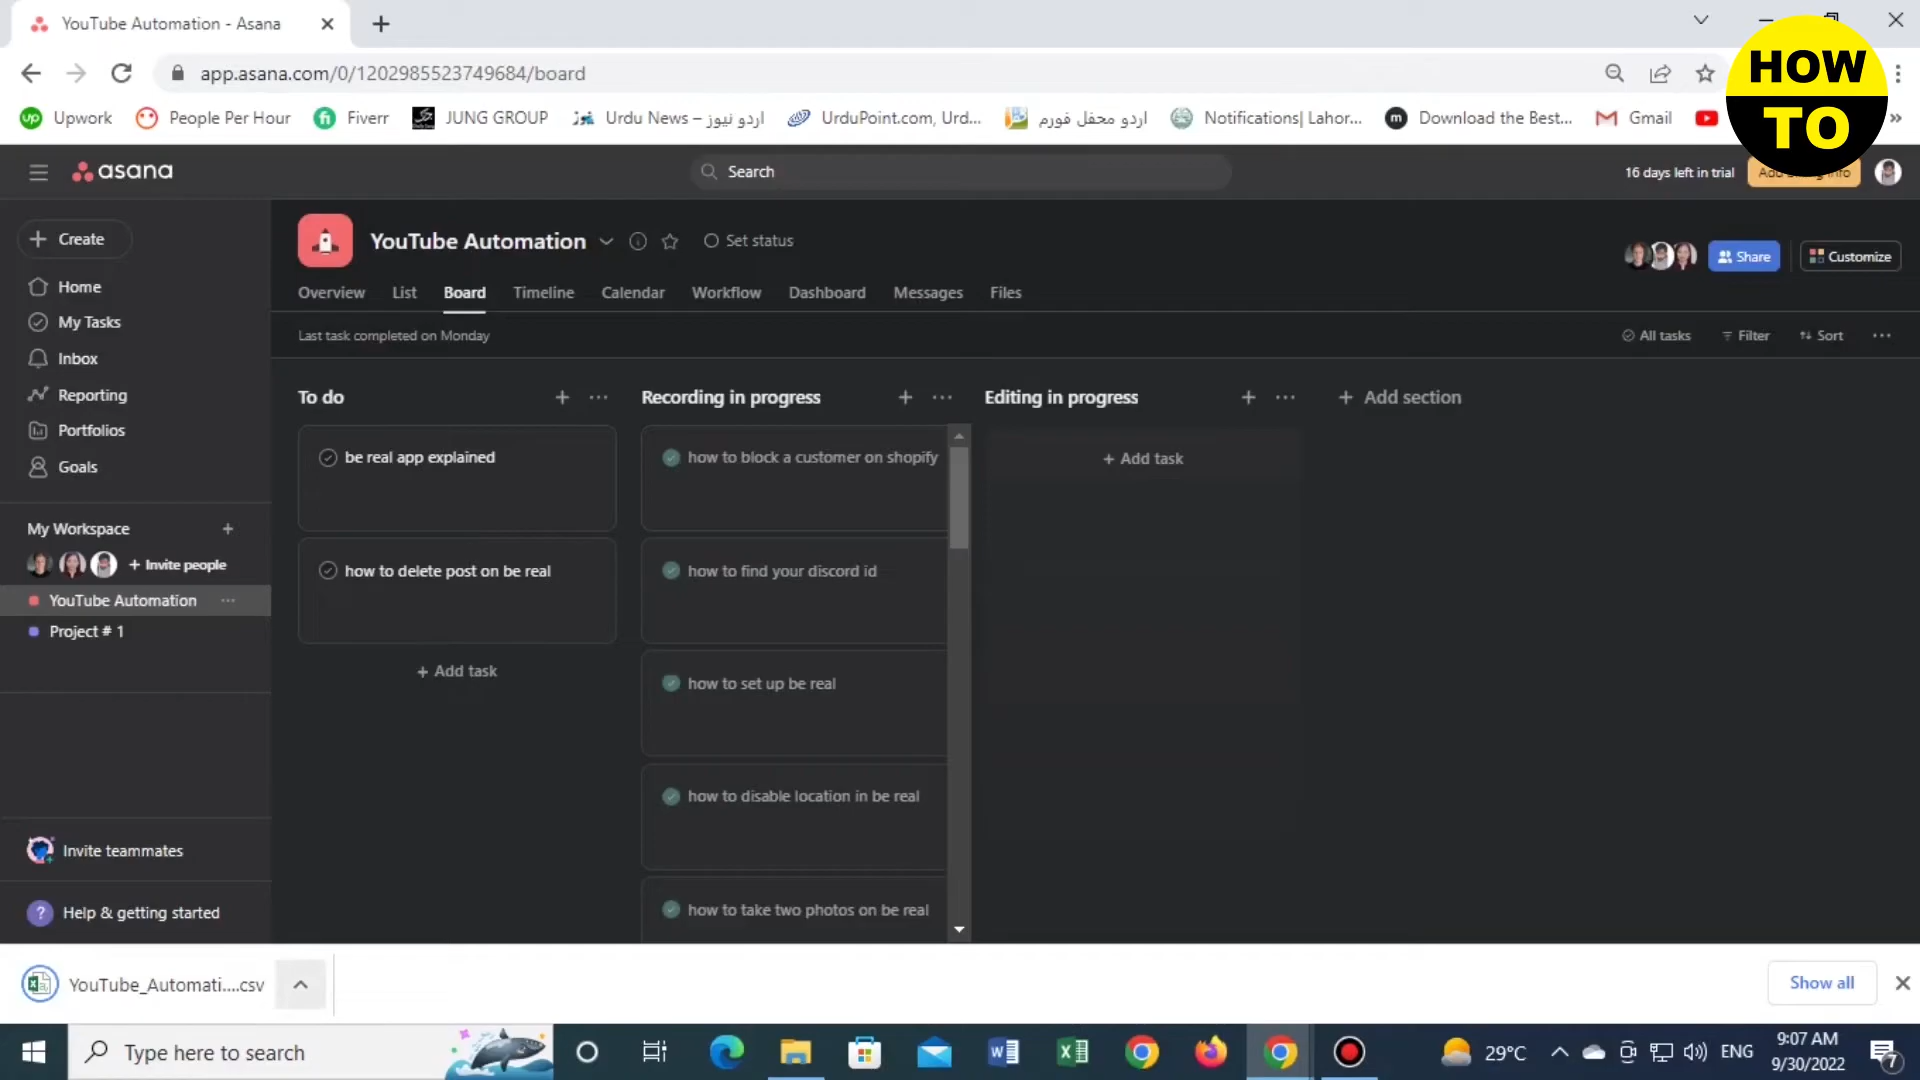 YouTube Automation - Asana
app.asana.com/0/1202985523749684/board
HOW
TO
Upwork
People Per Hour
Fiverr
JUNG GROUP
Urdu News – اردو نیوز
UrduPoint.com, Urd...
اردو محفل فورم
Notifications| Lahor...
Download the Best...
Gmail
asana
Search
16 days left in trial
Create
YouTube Automation
Set status
Share
Customize
Home
My Tasks
Inbox
Reporting
Portfolios
Goals
Overview
List
Board
Timeline
Calendar
Workflow
Dashboard
Messages
Files
Last task completed on Monday
All tasks
Filter
Sort
To do
Recording in progress
Editing in progress
+ Add section
be real app explained
how to block a customer on shopify
+ Add task
how to delete post on be real
how to find your discord id
+ Add task
how to set up be real
how to disable location in be real
how to take two photos on be real
My Workspace
+ Invite people
YouTube Automation
Project # 1
Invite teammates
? Help & getting started
YouTube_Automati....csv
Show all
Type here to search
29°C
ENG
9:07 AM
9/30/2022
7